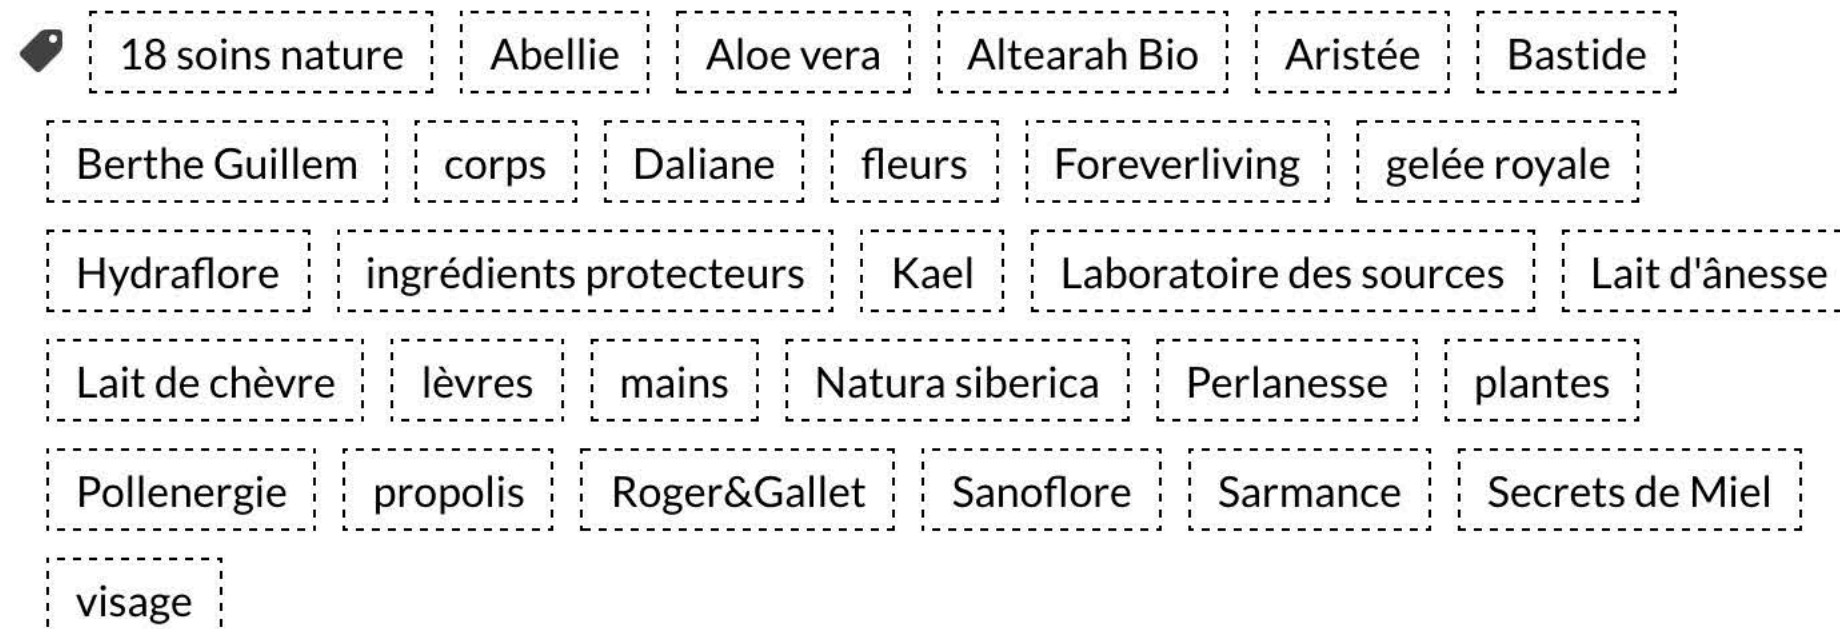 18 soins nature Abellie Aloe vera Altearah Bio Aristée Bastide
Berthe Guillem corps Daliane fleurs Foreverliving gelée royale
Hydraflore ingrédients protecteurs Kael Laboratoire des sources Lait d'ânesse
Lait de chèvre lèvres mains Natura siberica Perlanesse plantes
Pollenergie propolis Roger&Gallet Sanoflore Sarmance Secrets de Miel
visage